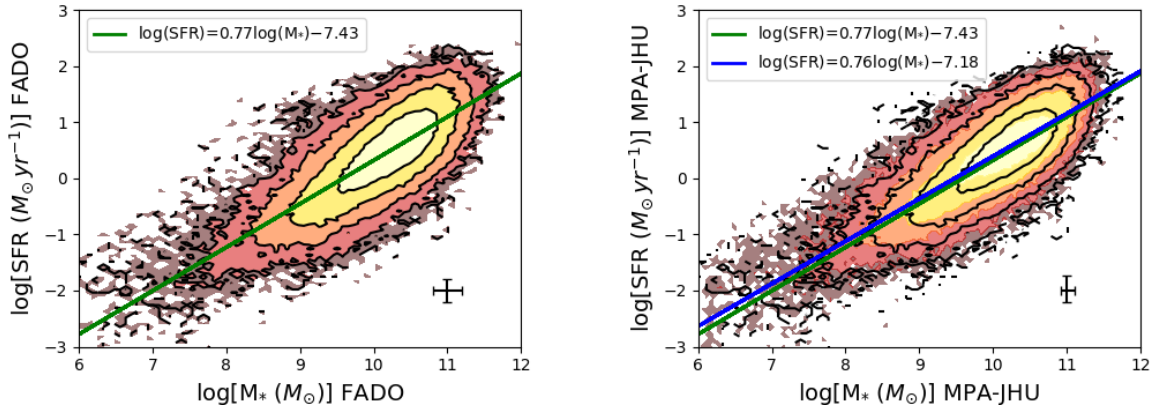 log(SFR)=0.77log(M*)−7.43
log[SFR (M⊙ yr⁻¹)] FADO
3
2
1
0
−1
−2
−3
6 7 8 9 10 11 12
log[M* (M⊙)] FADO
log(SFR)=0.77log(M*)−7.43
log(SFR)=0.76log(M*)−7.18
log[SFR (M⊙ yr⁻¹)] MPA-JHU
3
2
1
0
−1
−2
−3
6 7 8 9 10 11 12
log[M* (M⊙)] MPA-JHU